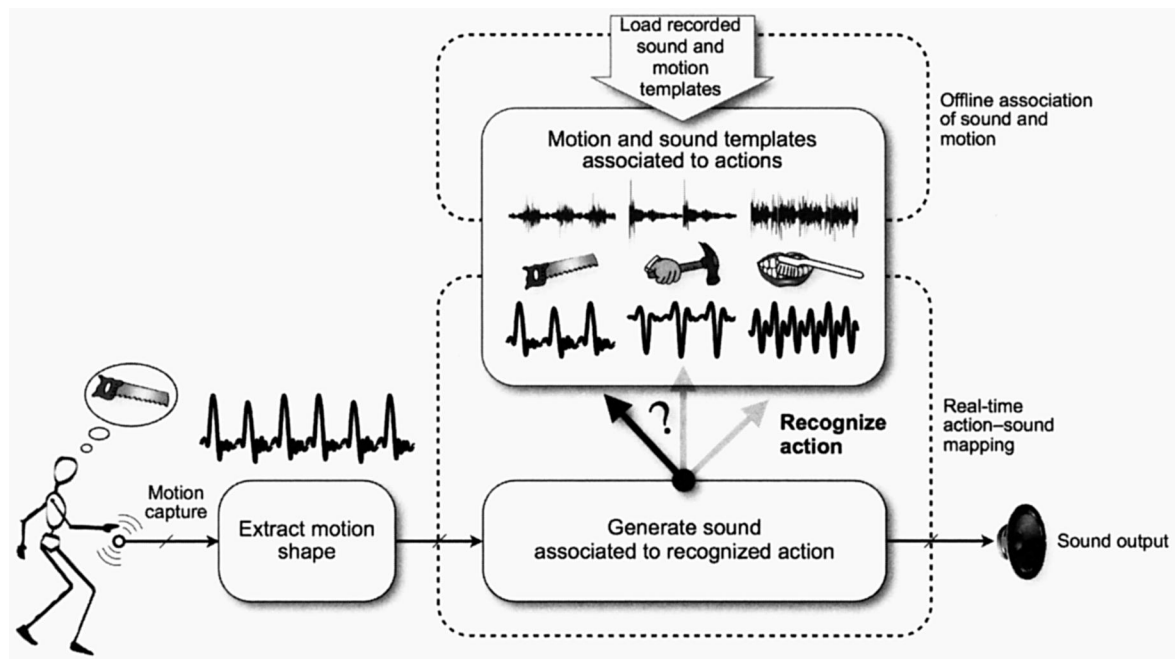 Load recorded
sound and
motion
templates
Offline association
of sound and
motion
Motion and sound templates
associated to actions
?
Recognize
action
Real-time
action–sound
mapping
Motion
capture
Extract motion
shape
Generate sound
associated to recognized action
Sound output